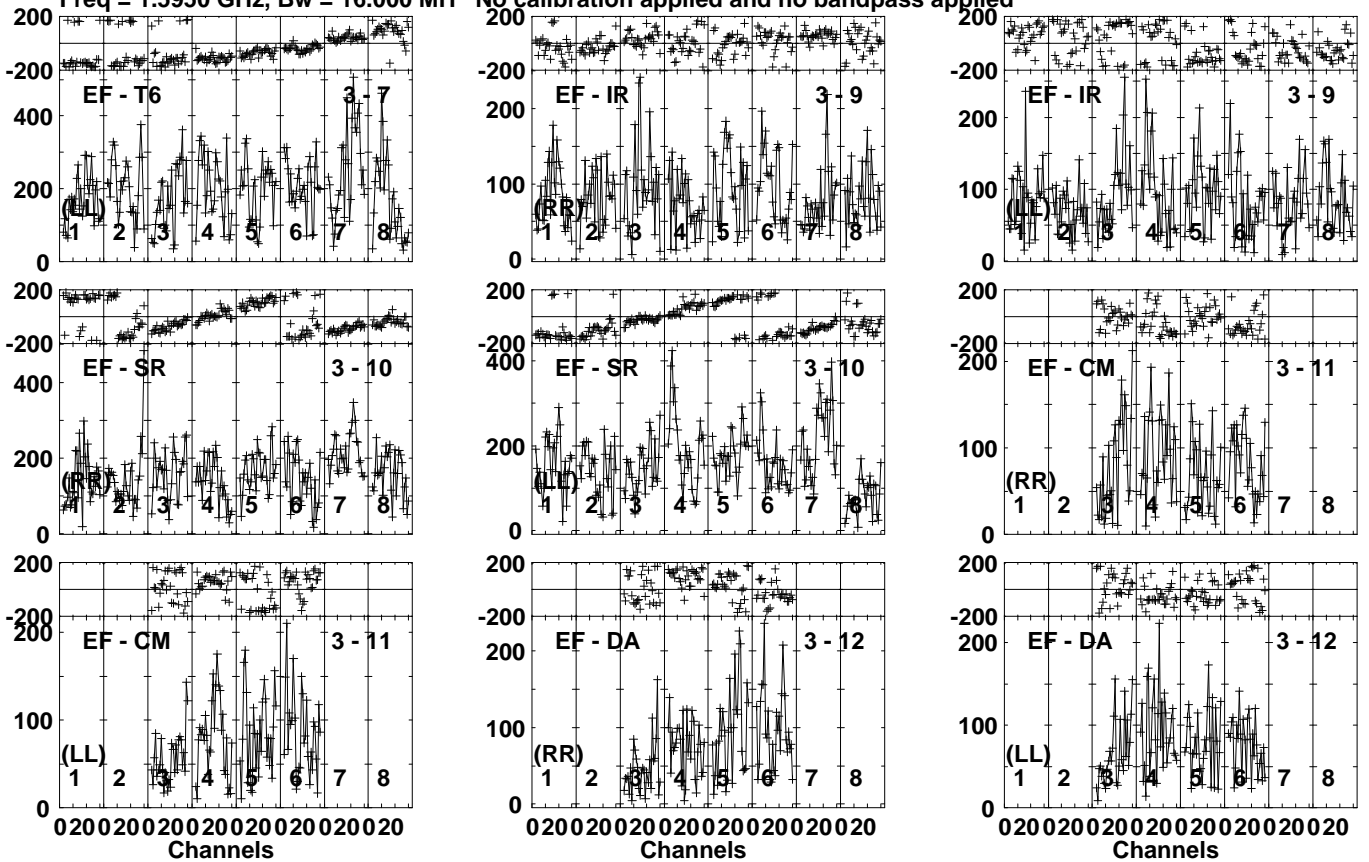 Freq = 1.5950 GHz, Bw = 16.000 MH No calibration applied and no bandpass applied
200 200 200
-200 -200
EF - T6 3 - 7 EF - IR 3 - 9 EF - IR 3 - 9
400 200 200
200 100 100
(LL) (RR) (LL)
1 2 3 4 5 6 7 8 1 2 3 4 5 6 7 8 1 2 3 4 5 6 7 8
0 0 0
200 200 200
-200 -200 -200
EF - SR 3 - 10 EF - SR 3 - 10 EF - CM 3 - 11
400 400 200
200 200 100
(RR) (LL) (RR)
1 2 3 4 5 6 7 8 1 2 3 4 5 6 7 8 1 2 3 4 5 6 7 8
0 0 0
200 200 200
-200 -200 -200
200
EF - CM 3 - 11 EF - DA 3 - 12 EF - DA 3 - 12
200 200
100 100 100
(LL) (RR) (LL)
1 2 3 4 5 6 7 8 1 2 3 4 5 6 7 8 1 2 3 4 5 6 7 8
0 0 0
0 20 0 20 0 20 0 20 0 20 0 20 0 20 0 20 0 20 0 20 0 20 0 20 0 20 0 20 0 20 0 20 0 20 0 20 0 20 0 20 0 20 0 20 0 20 0 20
Channels Channels Channels